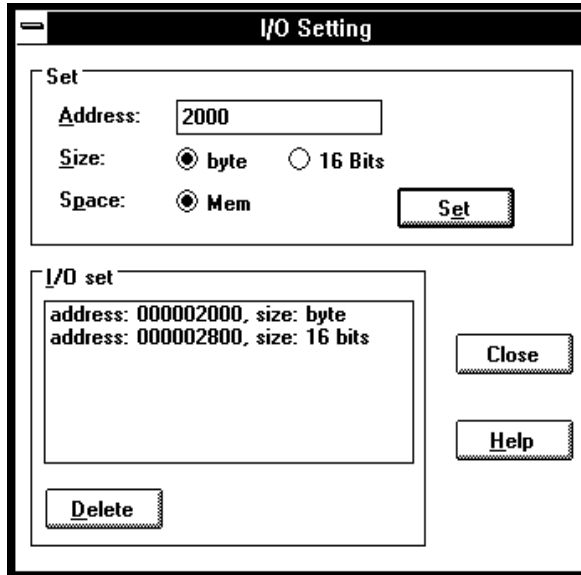 I/O Setting
Set
Address: 2000
Size: byte 16 Bits
Space: Mem Set
I/O set
address: 000002000, size: byte
address: 000002800, size: 16 bits
Close
Help
Delete